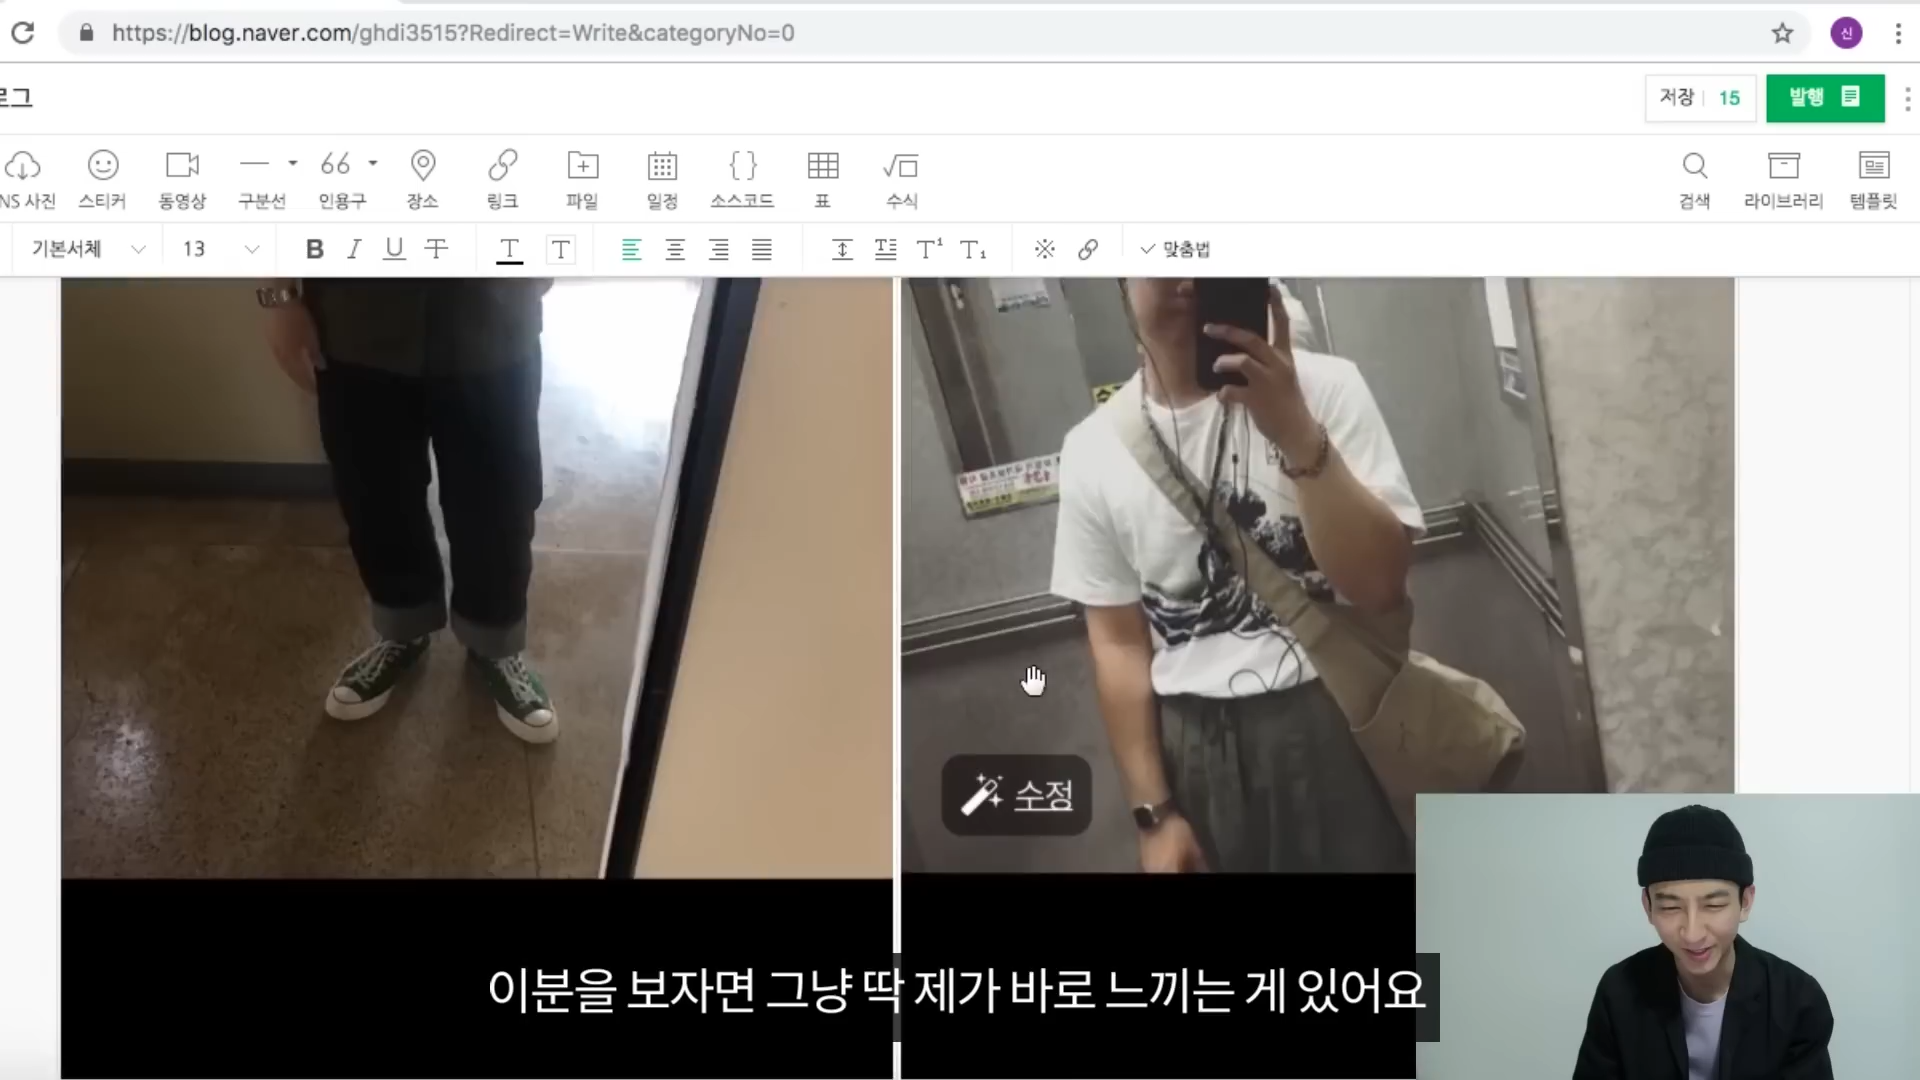 https://blog.naver.com/ghdi3515?Redirect=Write&categoryNo=0
신
로그
저장 15
발행
NS 사진
스티커
동영상
구분선
66
인용구
장소
링크
파일
일정
{}
소스코드
표
수식
검색
라이브러리
템플릿
기본서체
13
B I U T T T
T¹ T₁
※
맞춤법
수정
이분을 보자면 그냥 딱 제가 바로 느끼는 게 있어요